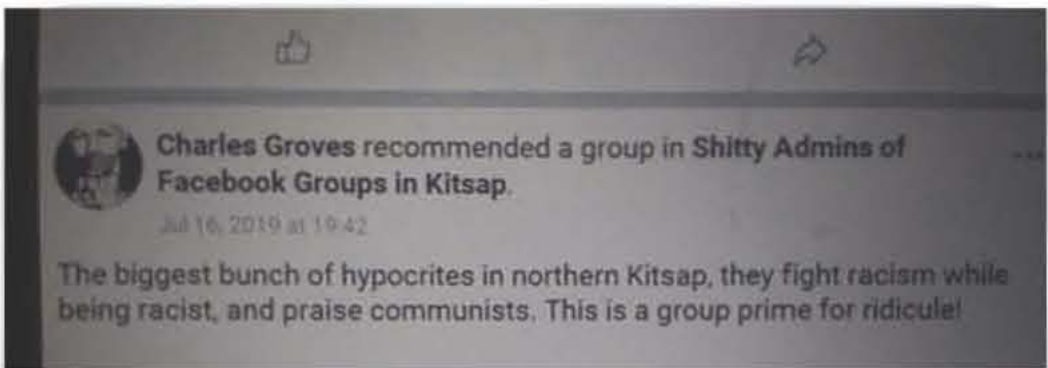 Charles Groves recommended a group in Shitty Admins of
Facebook Groups in Kitsap.
Jul 16, 2019 at 19:42
The biggest bunch of hypocrites in northern Kitsap, they fight racism while
being racist, and praise communists. This is a group prime for ridicule!